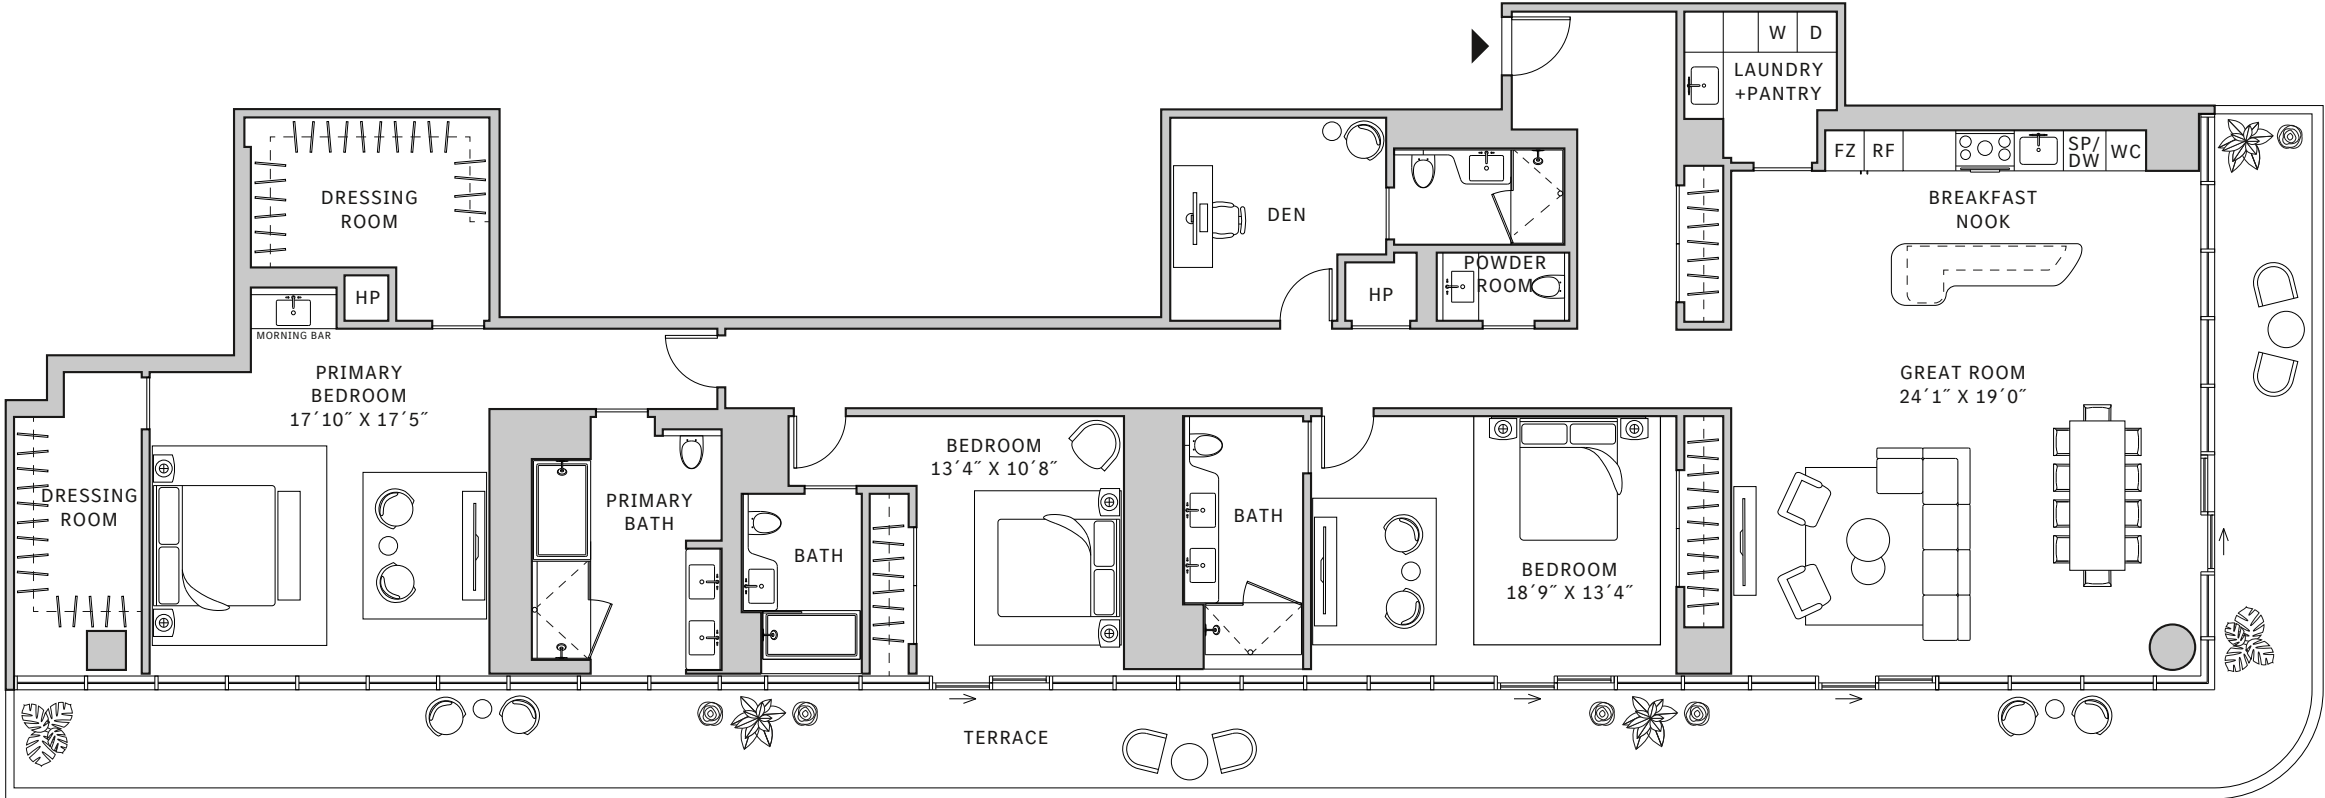 W
D
LAUNDRY
+PANTRY
FZ
RF
SP/
DW
WC
DRESSING
ROOM
DEN
BREAKFAST
NOOK
POWDER
ROOM
HP
HP
MORNING BAR
PRIMARY
BEDROOM
17´10˝ X 17´5˝
GREAT ROOM
24´1˝ X 19´0˝
BEDROOM
13´4˝ X 10´8˝
DRESSING
ROOM
PRIMARY
BATH
BATH
BATH
BEDROOM
18´9˝ X 13´4˝
TERRACE